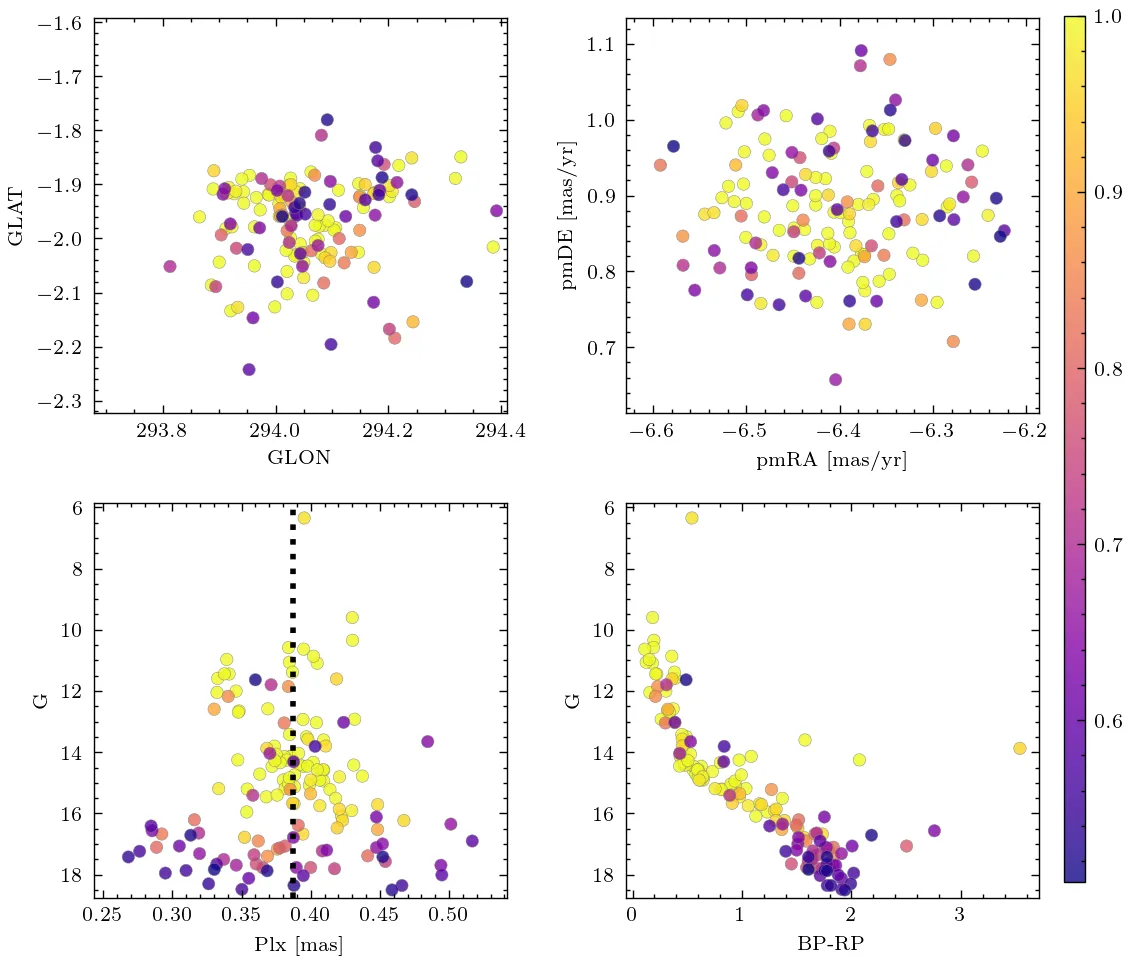 −1.6
−1.7
−1.8
−1.9
−2.0
−2.1
−2.2
−2.3
GLAT
293.8 294.0 294.2 294.4
GLON
1.1
1.0
0.9
0.8
0.7
pmDE [mas/yr]
−6.6 −6.5 −6.4 −6.3 −6.2
pmRA [mas/yr]
6
8
10
12
14
16
18
G
0.25 0.30 0.35 0.40 0.45 0.50
Plx [mas]
6
8
10
12
14
16
18
G
0 1 2 3
BP-RP
1.0
0.9
0.8
0.7
0.6